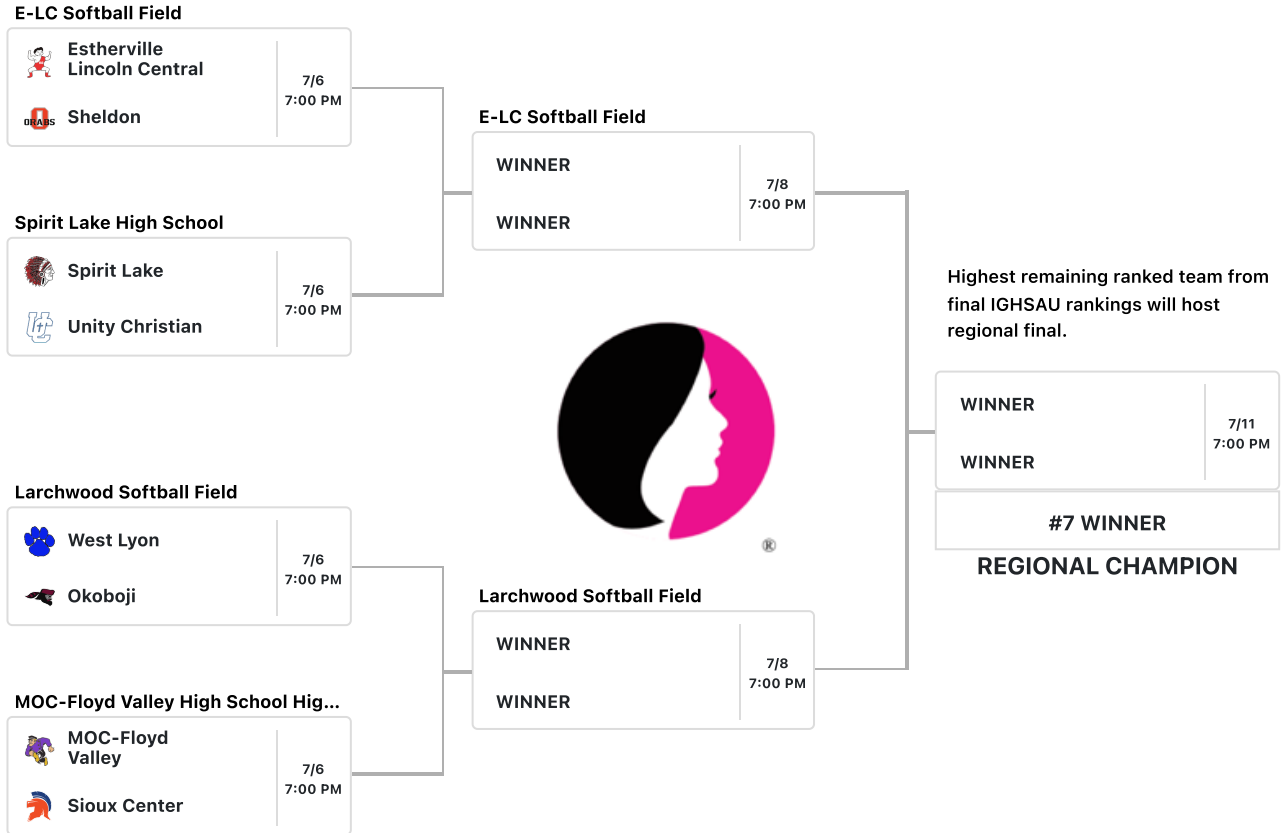 E-LC Softball Field
Estherville
Lincoln Central
7/6
7:00 PM
ORABS
Sheldon
Spirit Lake High School
Spirit Lake
7/6
7:00 PM
Unity Christian
Larchwood Softball Field
West Lyon
7/6
7:00 PM
Okoboji
MOC-Floyd Valley High School Hig...
MOC-Floyd
Valley
7/6
7:00 PM
Sioux Center
E-LC Softball Field
WINNER
7/8
7:00 PM
WINNER
®
Larchwood Softball Field
WINNER
7/8
7:00 PM
WINNER
Highest remaining ranked team from
final IGHSAU rankings will host
regional final.
WINNER
7/11
7:00 PM
WINNER
#7 WINNER
REGIONAL CHAMPION